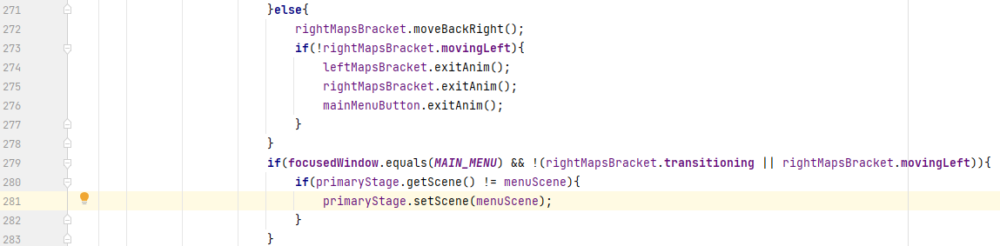 271 }else{
272 rightMapsBracket.moveBackRight();
273 if(!rightMapsBracket.movingLeft){
274 leftMapsBracket.exitAnim();
275 rightMapsBracket.exitAnim();
276 mainMenuButton.exitAnim();
277 }
278 }
279 if(focusedWindow.equals(MAIN_MENU) && !(rightMapsBracket.transitioning || rightMapsBracket.movingLeft)){
280 if(primaryStage.getScene() != menuScene){
281 primaryStage.setScene(menuScene);
282 }
283 }